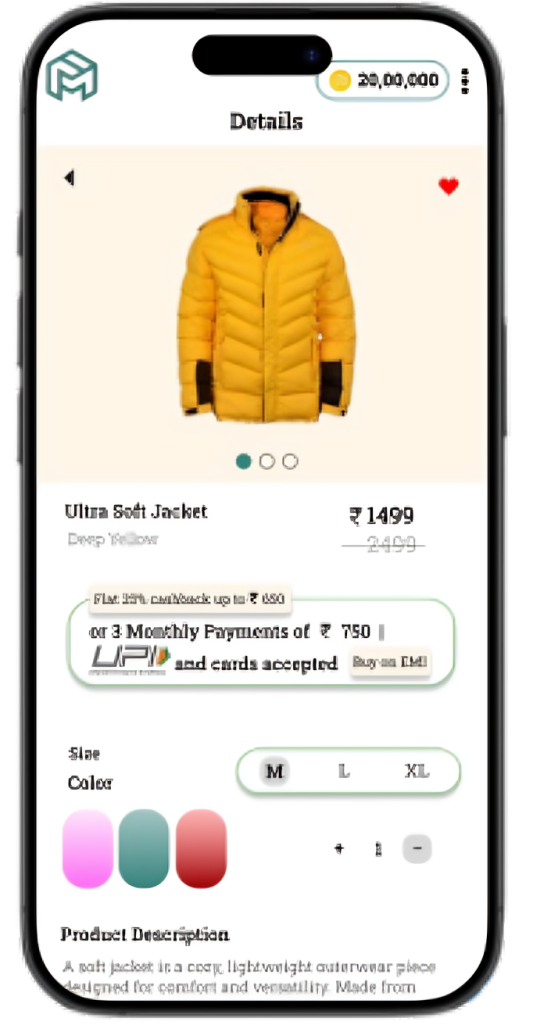 20,00,000
Details
Ultra Soft Jacket
₹ 1499
Deep Yellow
2499
Flat 35% cashback up to ₹ 650
or 3 Monthly Payments of ₹ 750 |
UPI and cards accepted Buy on EMI
Size
M L XL
Color
+ 1 −
Product Description
A soft jacket is a cozy, lightweight outerwear piece
designed for comfort and versatility. Made from